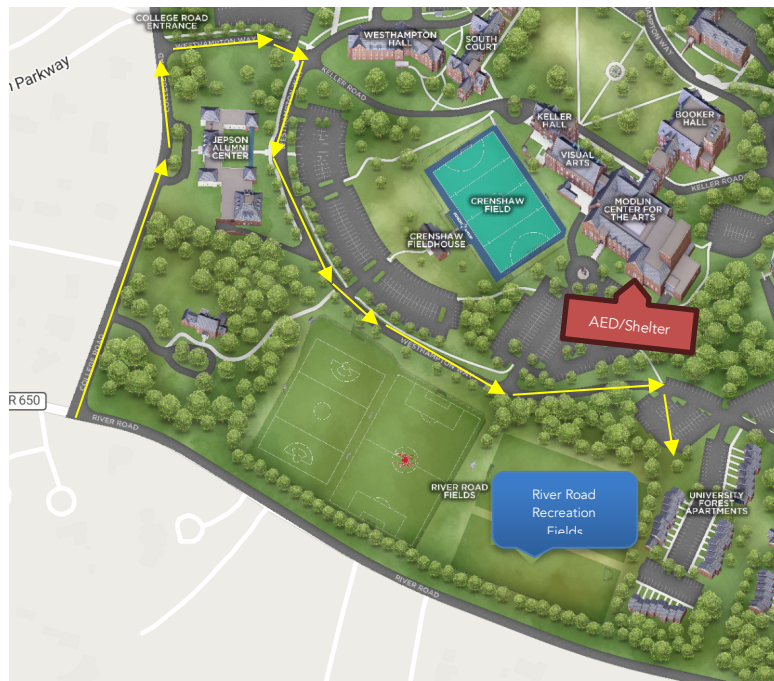 COLLEGE ROAD
ENTRANCE
WESTHAMPTON WAY
WESTHAMPTON
HALL
SOUTH
COURT
KELLER ROAD
JEPSON
ALUMNI
CENTER
KELLER
HALL
BOOKER
HALL
VISUAL
ARTS
KELLER ROAD
CRENSHAW
FIELD
MODLIN
CENTER FOR
THE ARTS
CRENSHAW
FIELDHOUSE
AED/Shelter
WESTHAMPTON WAY
COLLEGE ROAD
R 650
RIVER ROAD
RIVER ROAD
FIELDS
River Road
Recreation
Fields
UNIVERSITY
FOREST
APARTMENTS
RIVER ROAD
Parkway